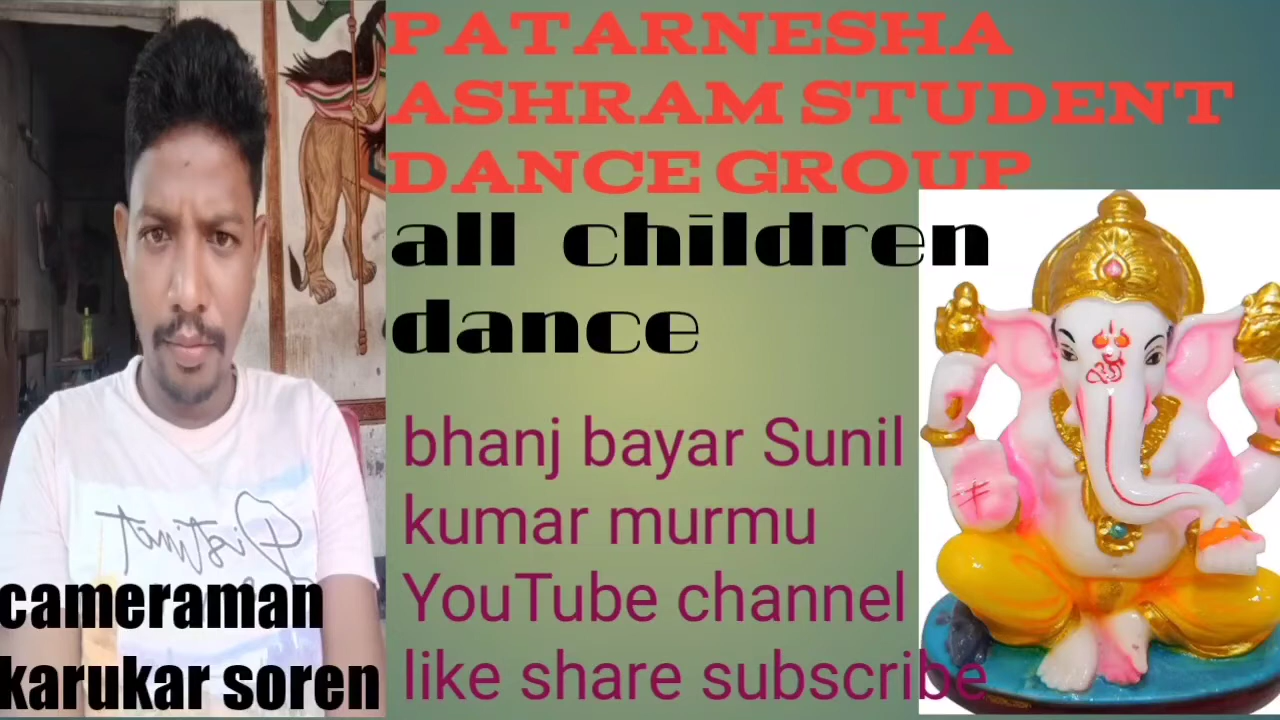 PATARNESHA
ASHRAM STUDENT
DANCE GROUP
all children
dance
bhanj bayar Sunil
kumar murmu
YouTube channel
like share subscribe
Distinct
cameraman
karukar soren